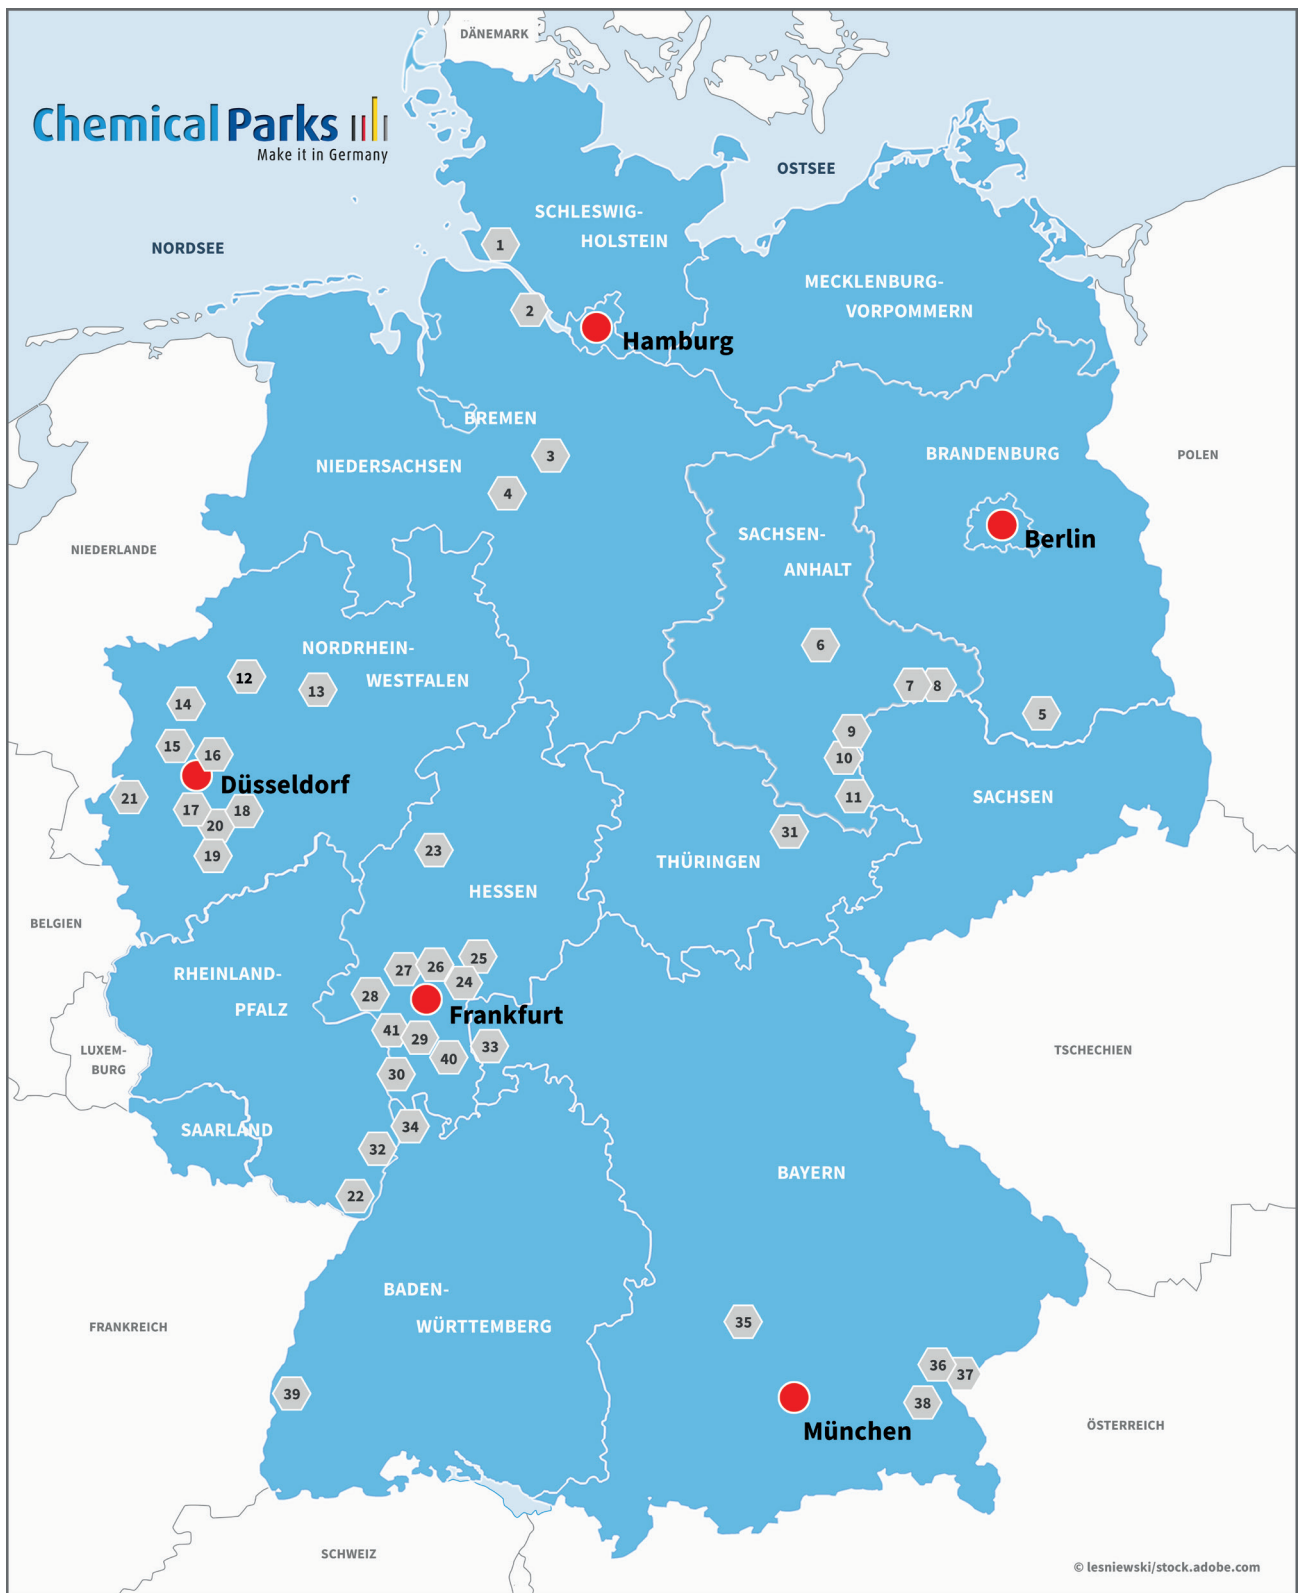 DÄNEMARK
Chemical Parks
Make it in Germany
OSTSEE
SCHLESWIG-
HOLSTEIN
NORDSEE
1
MECKLENBURG-
VORPOMMERN
2
Hamburg
BREMEN
NIEDERSACHSEN
3
4
BRANDENBURG
POLEN
SACHSEN-
ANHALT
Berlin
NIEDERLANDE
6
NORDRHEIN-
WESTFALEN
12
13
14
7
8
5
15
16
9
10
Düsseldorf
21
17
18
20
19
11
SACHSEN
31
THÜRINGEN
23
HESSEN
BELGIEN
RHEINLAND-
PFALZ
27
26
25
24
28
Frankfurt
41
29
40
33
30
LUXEM-
BURG
TSCHECHIEN
34
SAARLAND
32
22
BAYERN
BADEN-
WÜRTTEMBERG
FRANKREICH
35
36
37
38
39
München
ÖSTERREICH
SCHWEIZ
© lesniewski/stock.adobe.com